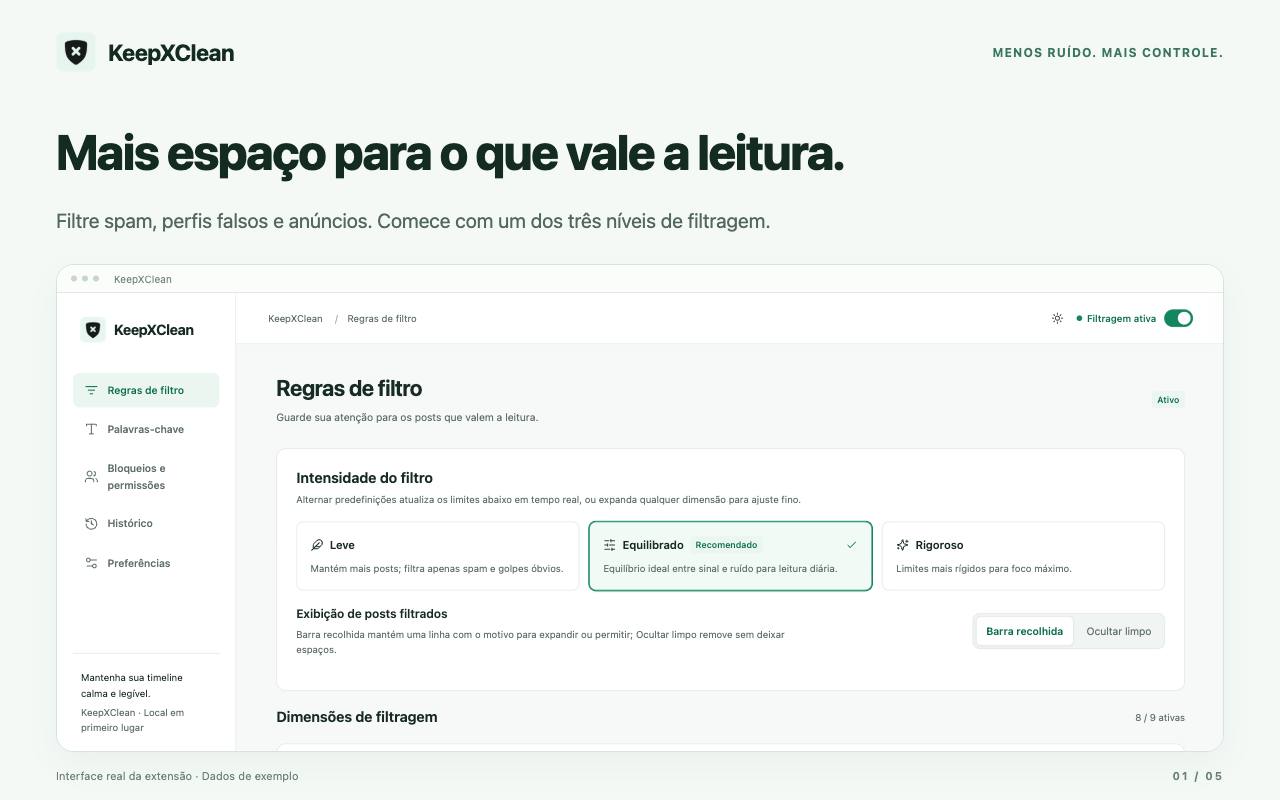 KeepXClean
MENOS RUÍDO. MAIS CONTROLE.
Mais espaço para o que vale a leitura.
Filtre spam, perfis falsos e anúncios. Comece com um dos três níveis de filtragem.
KeepXClean
KeepXClean
Regras de filtro
Palavras-chave
Bloqueios e
permissões
Histórico
Preferências
Mantenha sua timeline
calma e legível.
KeepXClean · Local em
primeiro lugar
KeepXClean / Regras de filtro
Filtragem ativa
Regras de filtro
Guarde sua atenção para os posts que valem a leitura.
Ativo
Intensidade do filtro
Alternar predefinições atualiza os limites abaixo em tempo real, ou expanda qualquer dimensão para ajuste fino.
Leve
Mantém mais posts; filtra apenas spam e golpes óbvios.
Equilibrado Recomendado
Equilíbrio ideal entre sinal e ruído para leitura diária.
Rigoroso
Limites mais rígidos para foco máximo.
Exibição de posts filtrados
Barra recolhida mantém uma linha com o motivo para expandir ou permitir; Ocultar limpo remove sem deixar
espaços.
Barra recolhida
Ocultar limpo
Dimensões de filtragem
8 / 9 ativas
Interface real da extensão · Dados de exemplo
01 / 05